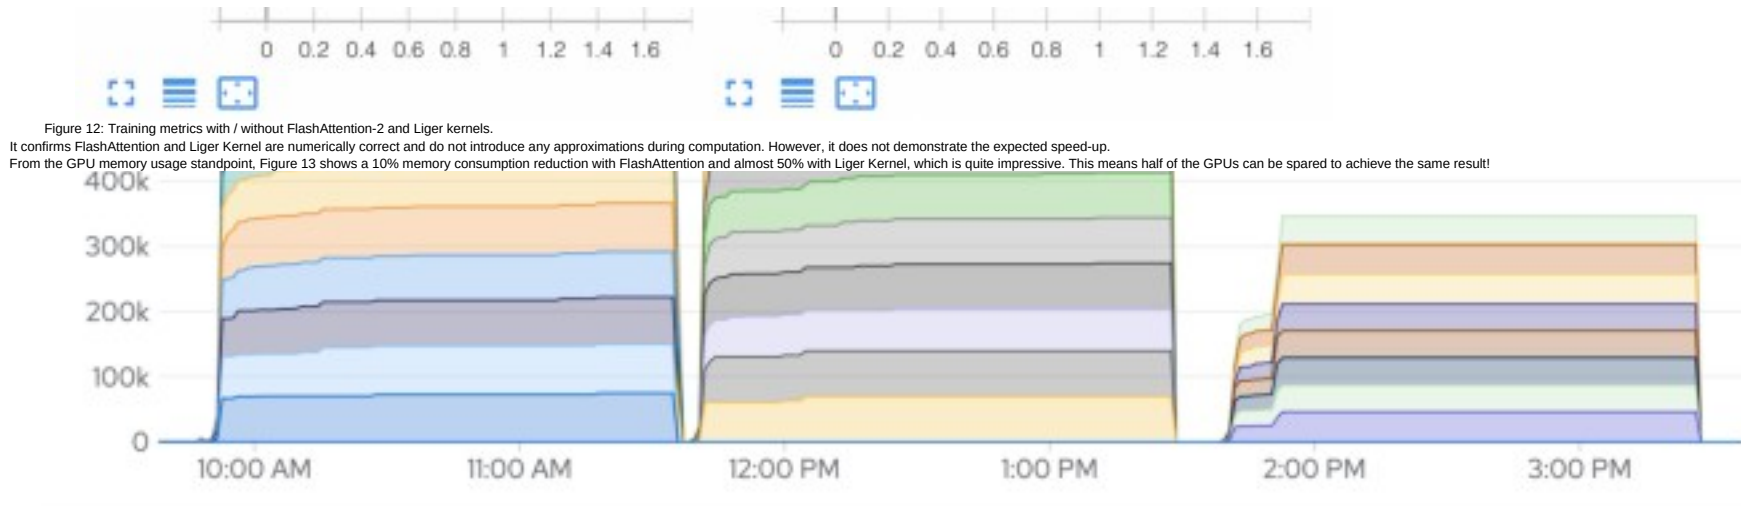 0 0.2 0.4 0.6 0.8 1 1.2 1.4 1.6 0 0.2 0.4 0.6 0.8 1 1.2 1.4 1.6
Figure 12: Training metrics with / without FlashAttention-2 and Liger kernels.
It confirms FlashAttention and Liger Kernel are numerically correct and do not introduce any approximations during computation. However, it does not demonstrate the expected speed-up.
From the GPU memory usage standpoint, Figure 13 shows a 10% memory consumption reduction with FlashAttention and almost 50% with Liger Kernel, which is quite impressive. This means half of the GPUs can be spared to achieve the same result!
400k
300k
200k
100k
0
10:00 AM 11:00 AM 12:00 PM 1:00 PM 2:00 PM 3:00 PM